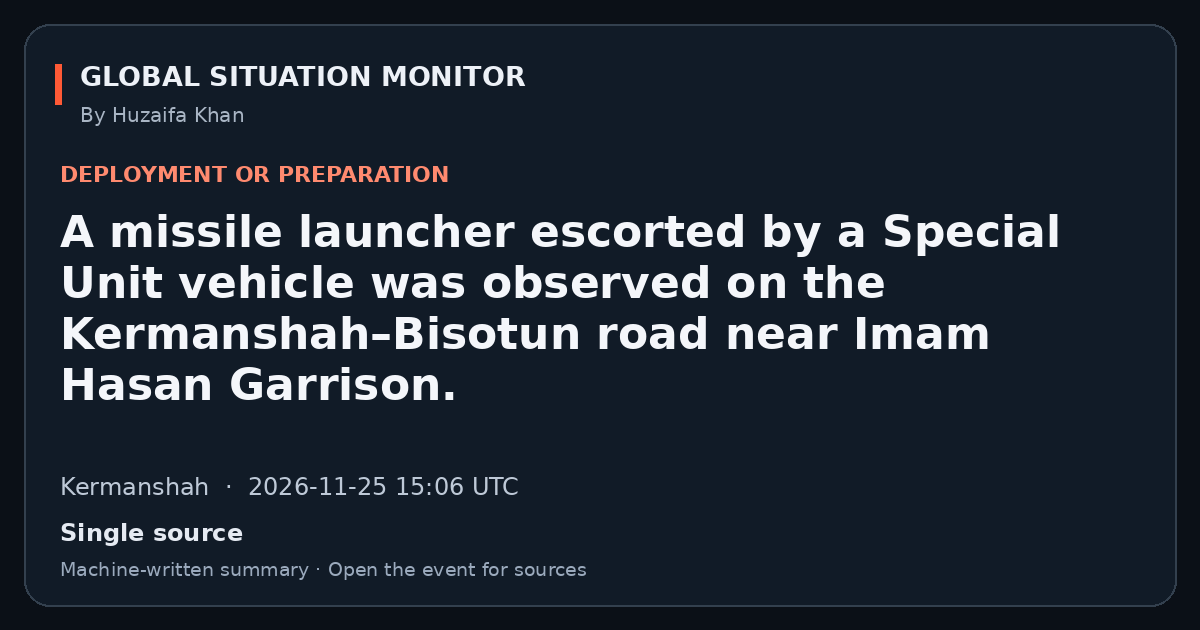 GLOBAL SITUATION MONITOR
By Huzaifa Khan
DEPLOYMENT OR PREPARATION
A missile launcher escorted by a Special
Unit vehicle was observed on the
Kermanshah–Bisotun road near Imam
Hasan Garrison.
Kermanshah · 2026-11-25 15:06 UTC
Single source
Machine-written summary · Open the event for sources